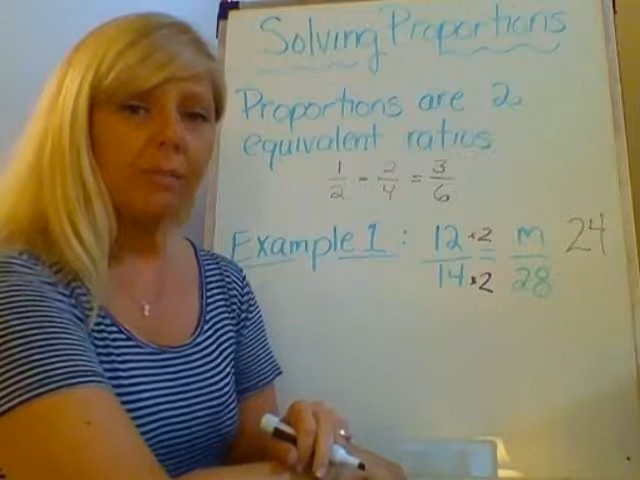 Solving Proportions
Proportions are 2
equivalent ratios
1/2 = 2/4 = 3/6
Example 1 : 12/14 ×2/×2 = m/28 24